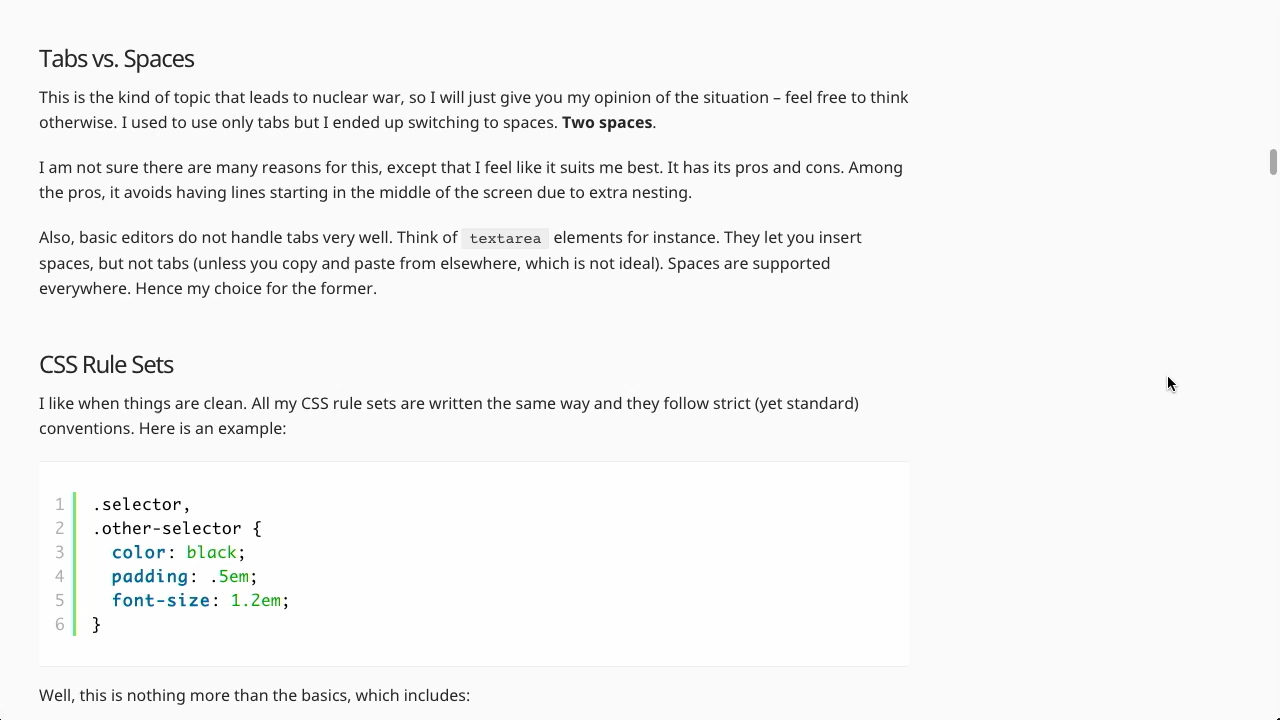 Tabs vs. Spaces
This is the kind of topic that leads to nuclear war, so I will just give you my opinion of the situation – feel free to think
otherwise. I used to use only tabs but I ended up switching to spaces. Two spaces.
I am not sure there are many reasons for this, except that I feel like it suits me best. It has its pros and cons. Among
the pros, it avoids having lines starting in the middle of the screen due to extra nesting.
Also, basic editors do not handle tabs very well. Think of textarea elements for instance. They let you insert
spaces, but not tabs (unless you copy and paste from elsewhere, which is not ideal). Spaces are supported
everywhere. Hence my choice for the former.
CSS Rule Sets
I like when things are clean. All my CSS rule sets are written the same way and they follow strict (yet standard)
conventions. Here is an example:
1 .selector,
2 .other-selector {
3   color: black;
4   padding: .5em;
5   font-size: 1.2em;
6 }
Well, this is nothing more than the basics, which includes: